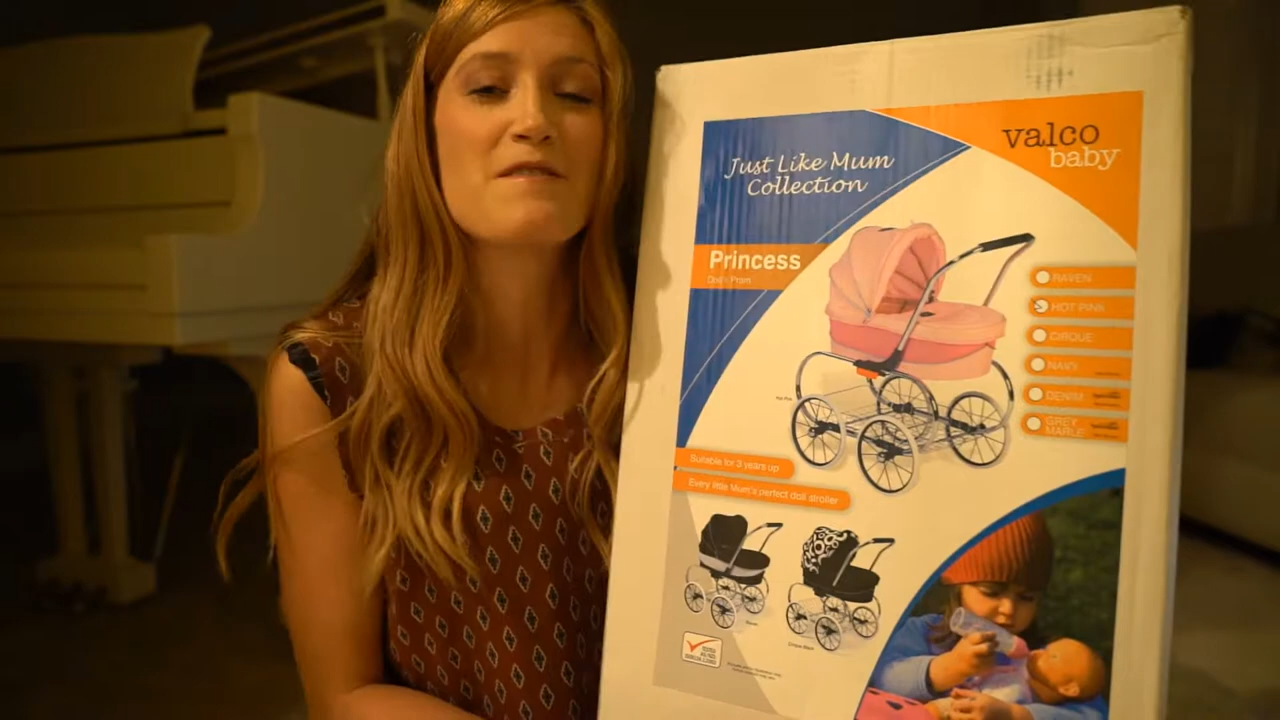 valco
baby
Just Like Mum
Collection
Princess
Doll's Pram
RAVEN
HOT PINK
CIRQUE
NAVY
DENIM
GREY
MARLE
Suitable for 3 years up
Every little Mum's perfect doll stroller